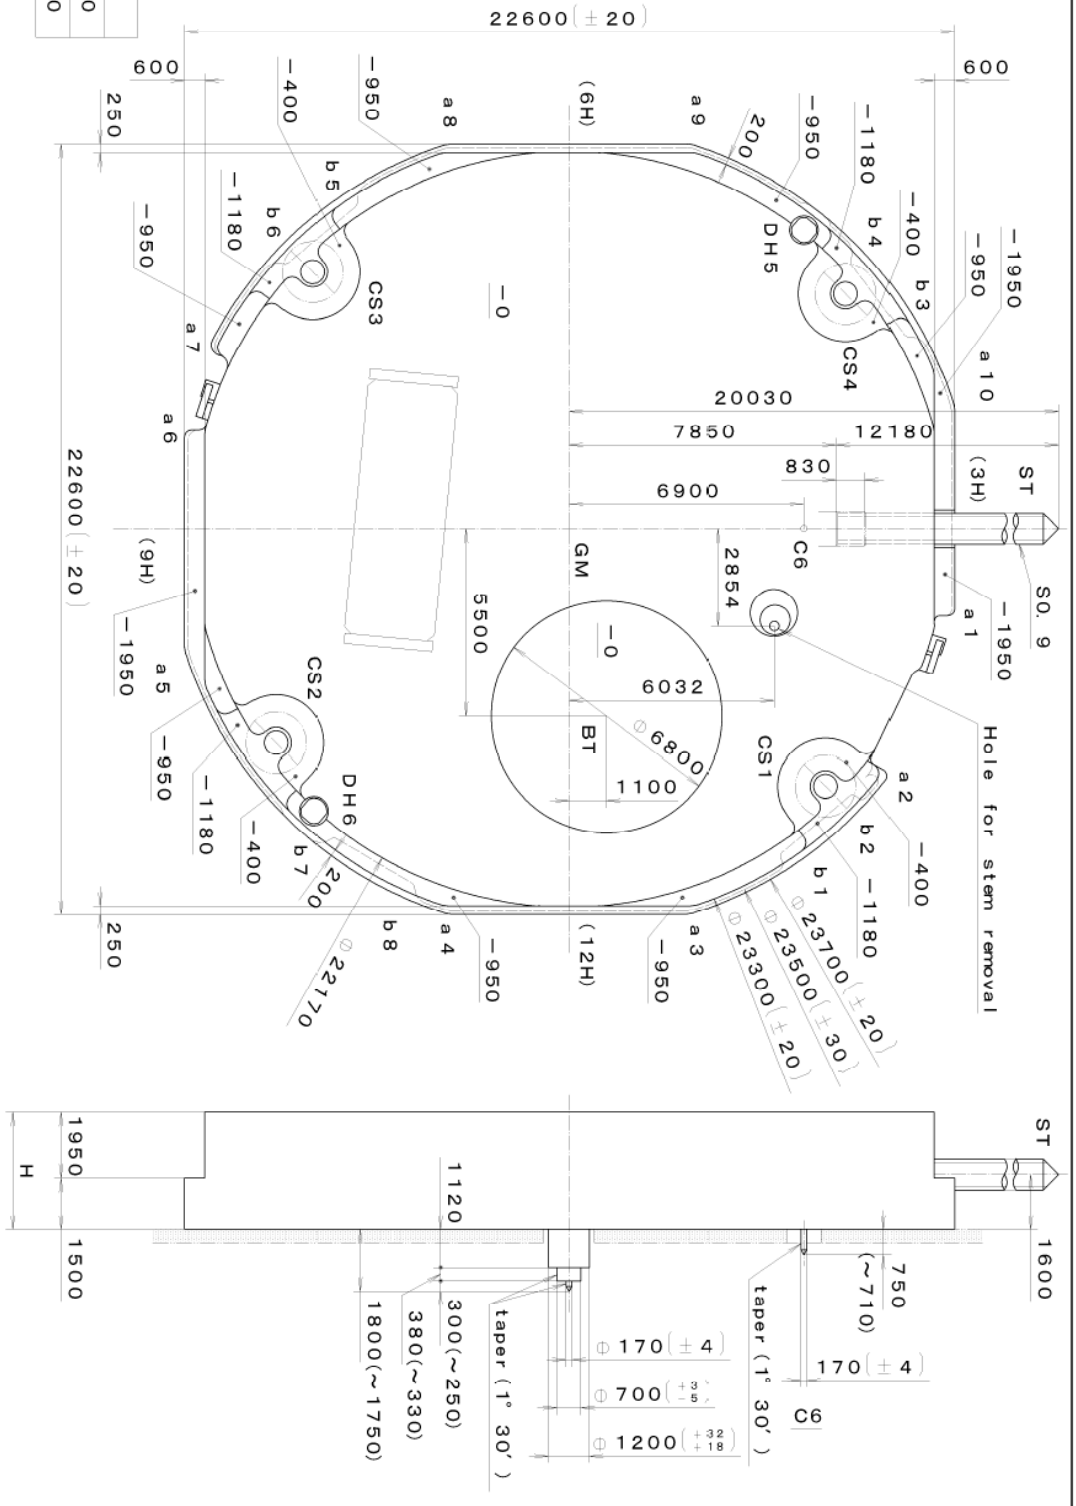 22600(±20)
600
600
250
-950
-400
a8
(6H)
a9
200
-950
-1180
-400
-950
-1950
b5
b6
-1180
-950
a7
a6
CS3
-0
DH5
b4
b3
CS4
a10
20030
7850
12180
830
6900
(3H)
ST
22600(±20)
(9H)
GM
C6
2854
5500
S0.9
a1
-1950
-1950
a5
-950
-1180
-400
CS2
DH6
b7
200
b8
-0
BT
6032
φ6800
1100
CS1
a2
b2
b1
-400
-1180
Hole for stem removal
φ23700(±20)
φ23500(±30)
φ23300(±20)
250
φ22170
a4
-950
(12H)
a3
-950
H
1950
1500
1120
1800(~1750)
380(~330)
300(~250)
taper(1°30′)
φ170(±4)
φ700(+3 -5)
φ1200(+32 +18)
taper(1°30′)
750
(~710)
170(±4)
C6
ST
1600